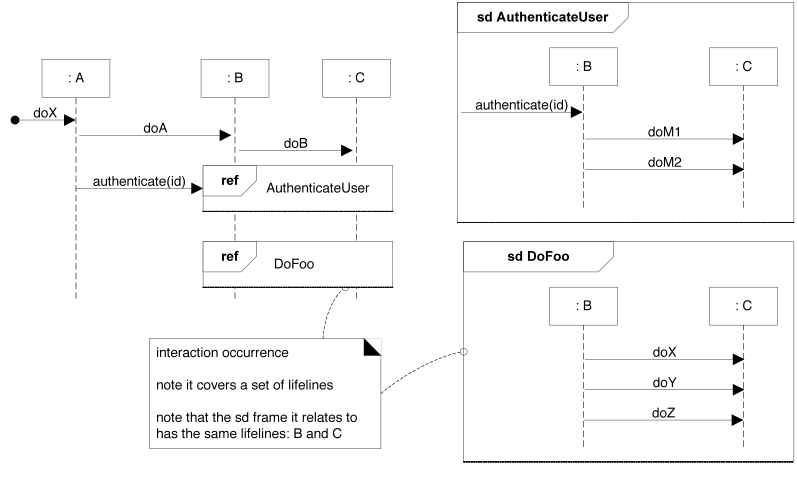 : A
: B
: C
doX
doA
doB
authenticate(id)
ref
AuthenticateUser
ref
DoFoo
interaction occurrence
note it covers a set of lifelines
note that the sd frame it relates to
has the same lifelines: B and C
sd AuthenticateUser
: B
: C
authenticate(id)
doM1
doM2
sd DoFoo
: B
: C
doX
doY
doZ